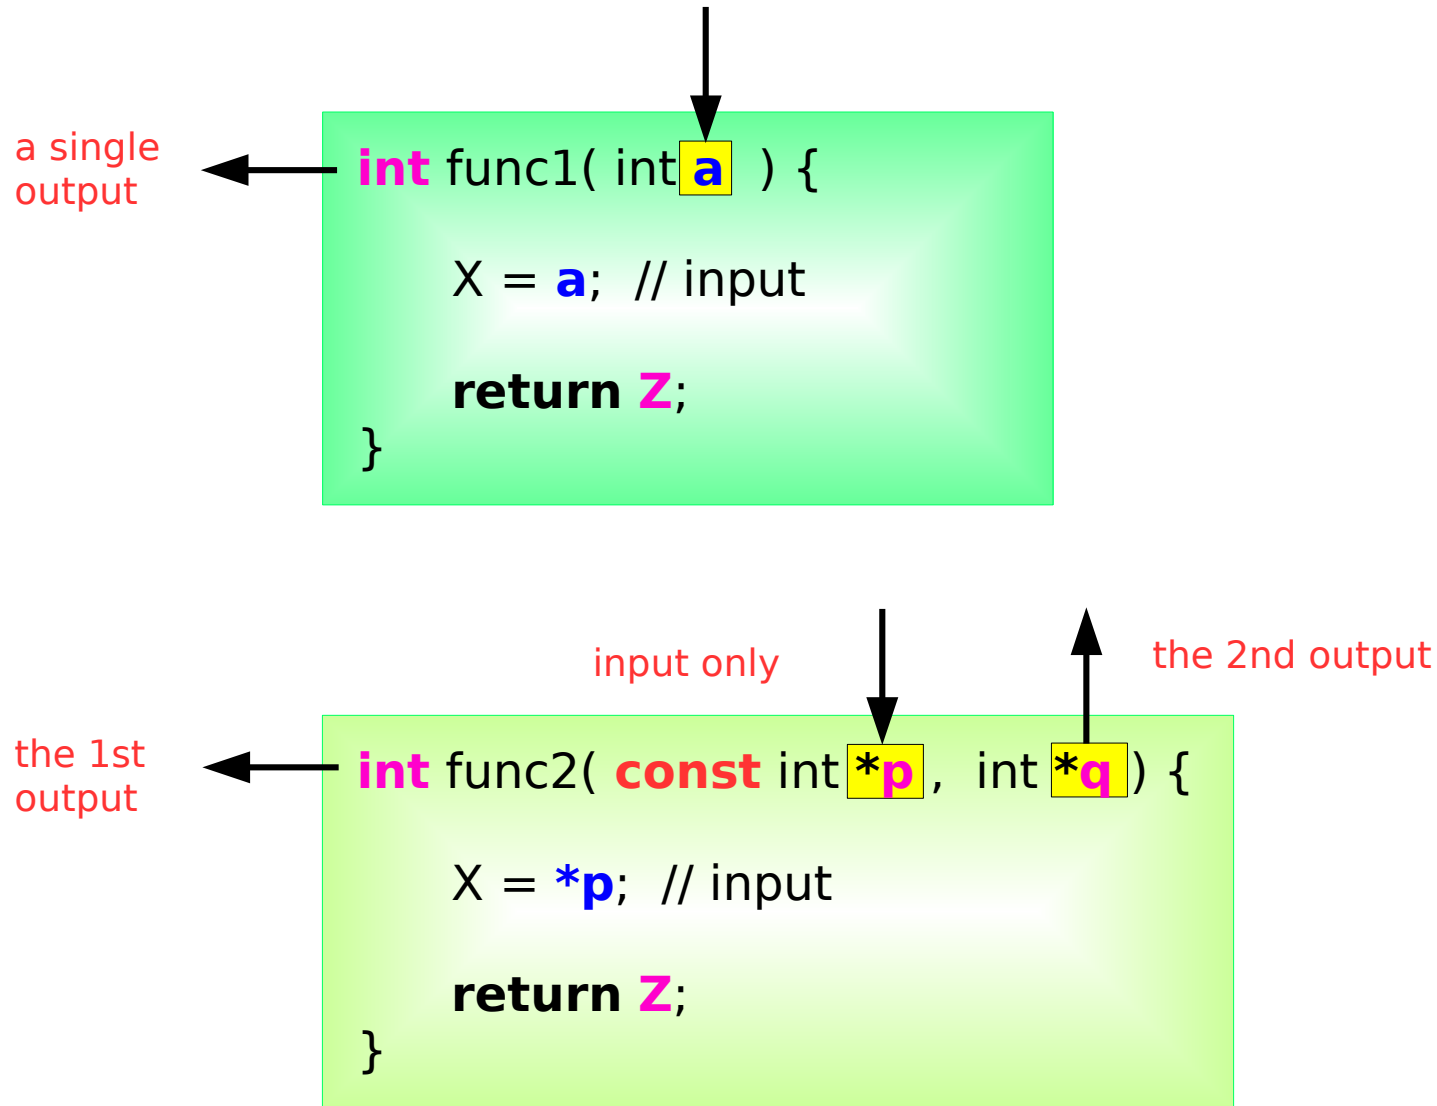 a single
output
int func1( int a ) {
X = a; // input
return Z;
}
input only
the 2nd output
the 1st
output
int func2( const int *p , int *q ) {
X = *p; // input
return Z;
}